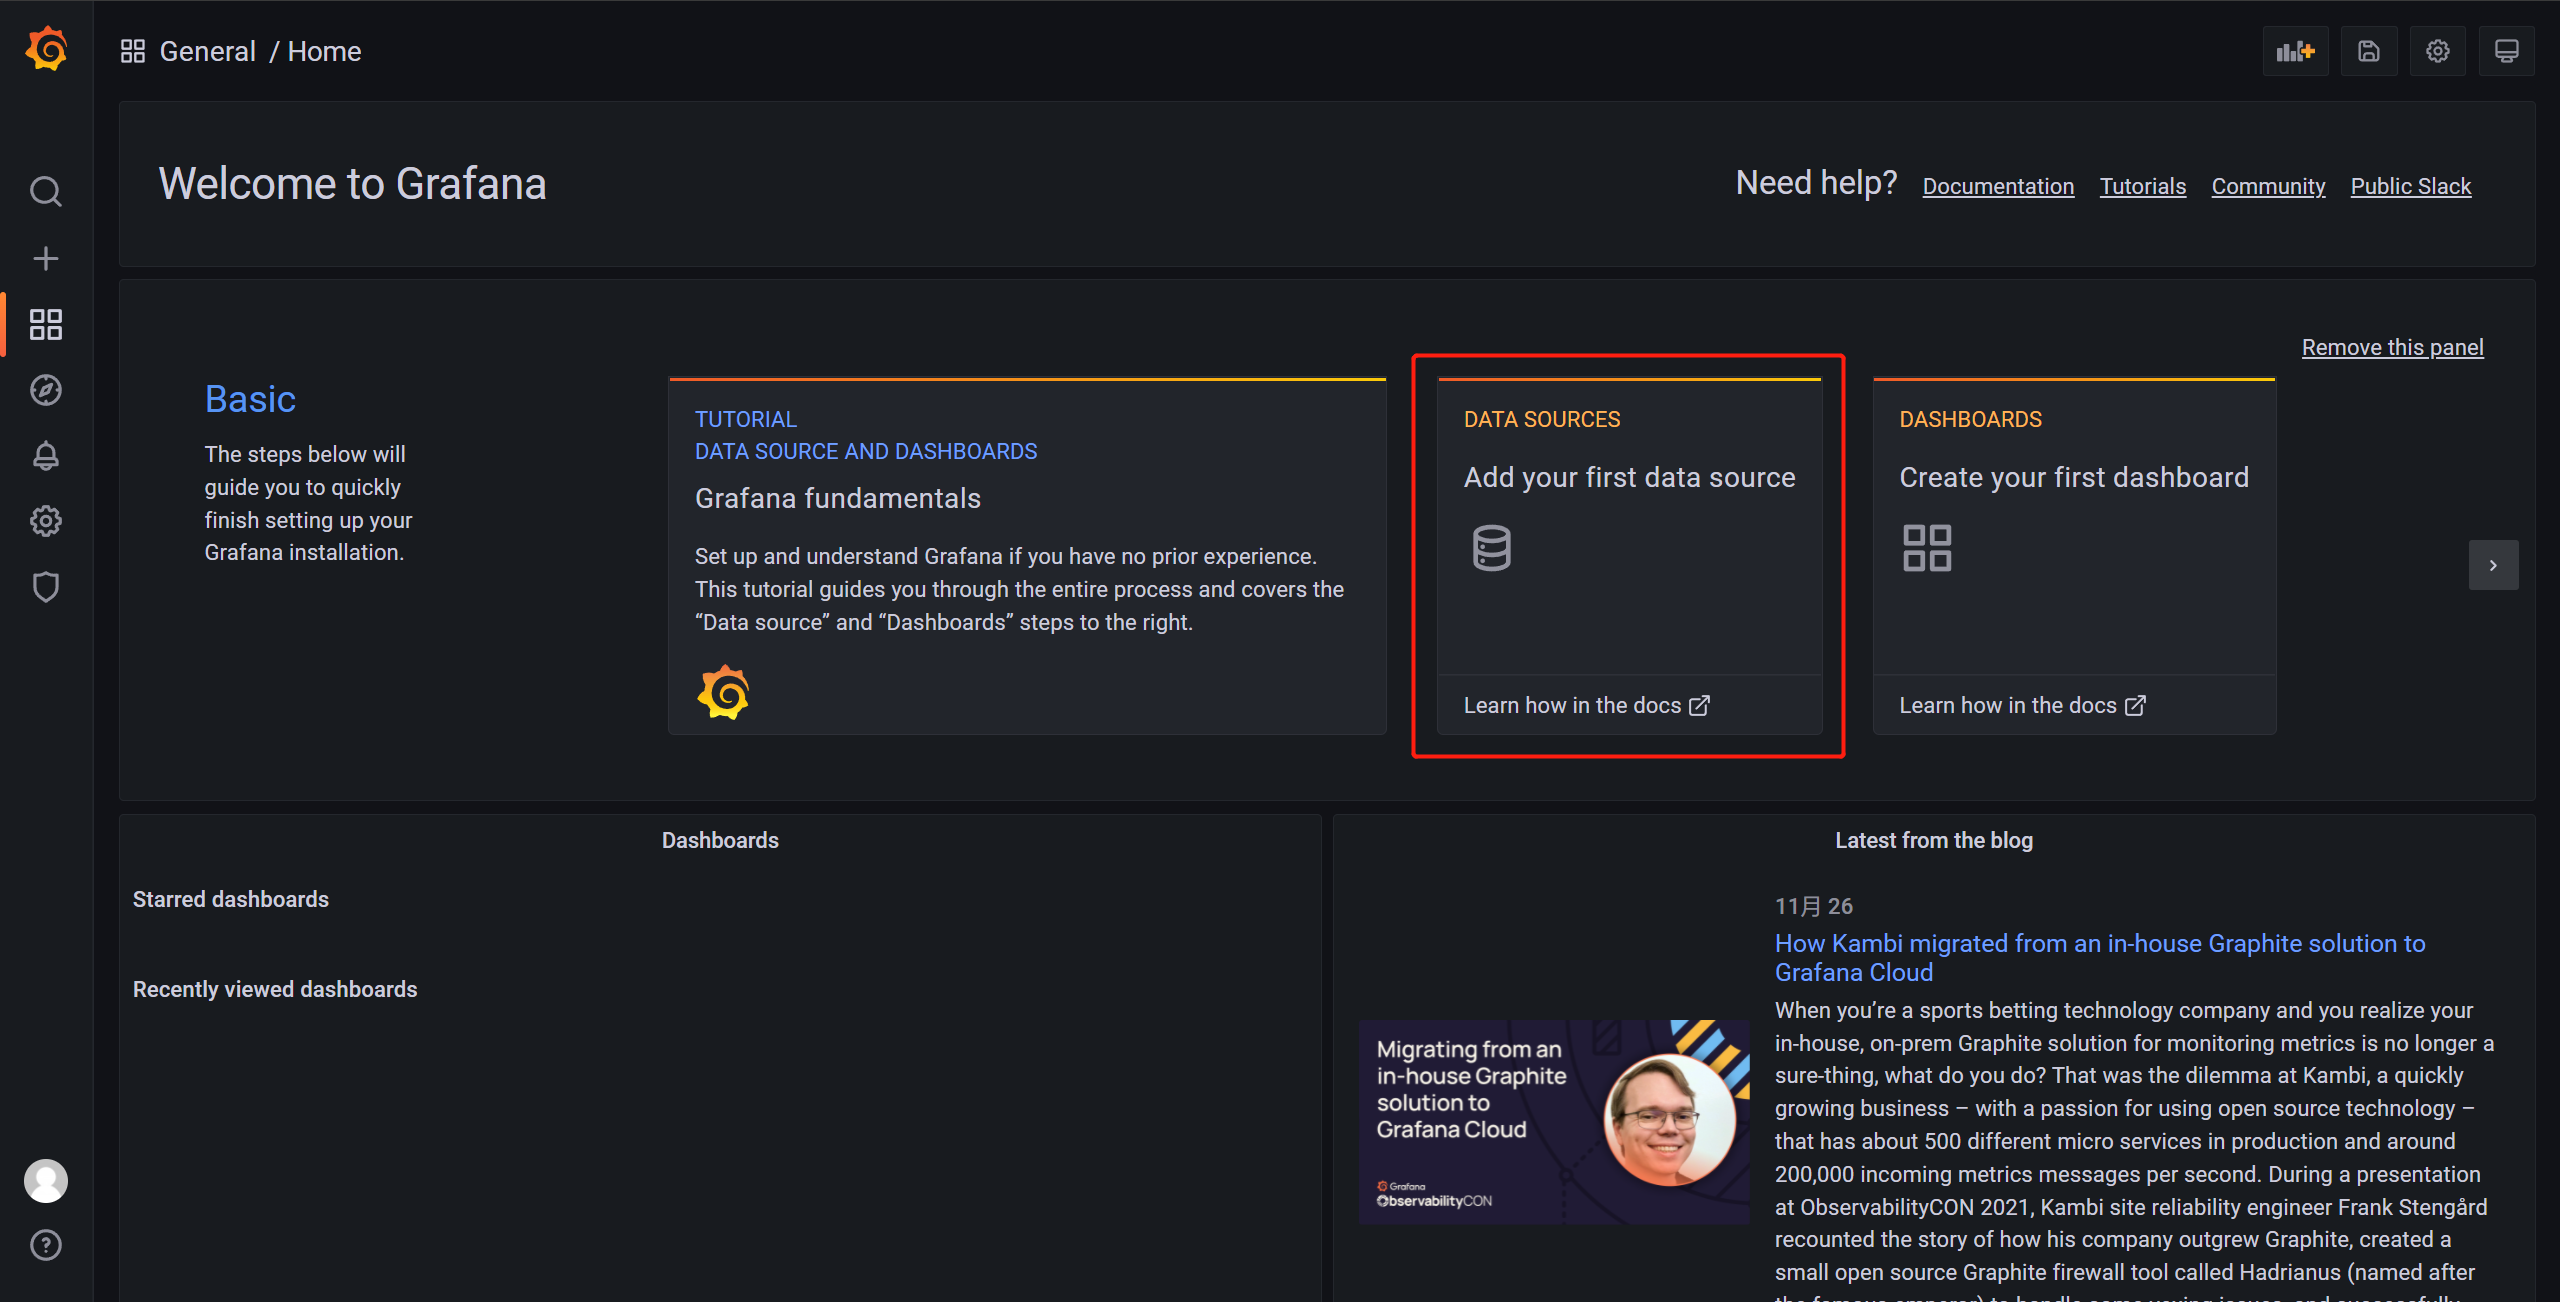 General / Home
Welcome to Grafana
Need help? Documentation Tutorials Community Public Slack
Remove this panel
Basic
The steps below will
guide you to quickly
finish setting up your
Grafana installation.
TUTORIAL
DATA SOURCE AND DASHBOARDS
Grafana fundamentals
Set up and understand Grafana if you have no prior experience.
This tutorial guides you through the entire process and covers the
“Data source” and “Dashboards” steps to the right.
DATA SOURCES
Add your first data source
Learn how in the docs
DASHBOARDS
Create your first dashboard
Learn how in the docs
Dashboards
Starred dashboards
Recently viewed dashboards
Latest from the blog
11月 26
How Kambi migrated from an in-house Graphite solution to
Grafana Cloud
Migrating from an
in-house Graphite
solution to
Grafana Cloud
Grafana
ObservabilityCON
When you’re a sports betting technology company and you realize your
in-house, on-prem Graphite solution for monitoring metrics is no longer a
sure-thing, what do you do? That was the dilemma at Kambi, a quickly
growing business – with a passion for using open source technology –
that has about 500 different micro services in production and around
200,000 incoming metrics messages per second. During a presentation
at ObservabilityCON 2021, Kambi site reliability engineer Frank Stengård
recounted the story of how his company outgrew Graphite, created a
small open source Graphite firewall tool called Hadrianus (named after